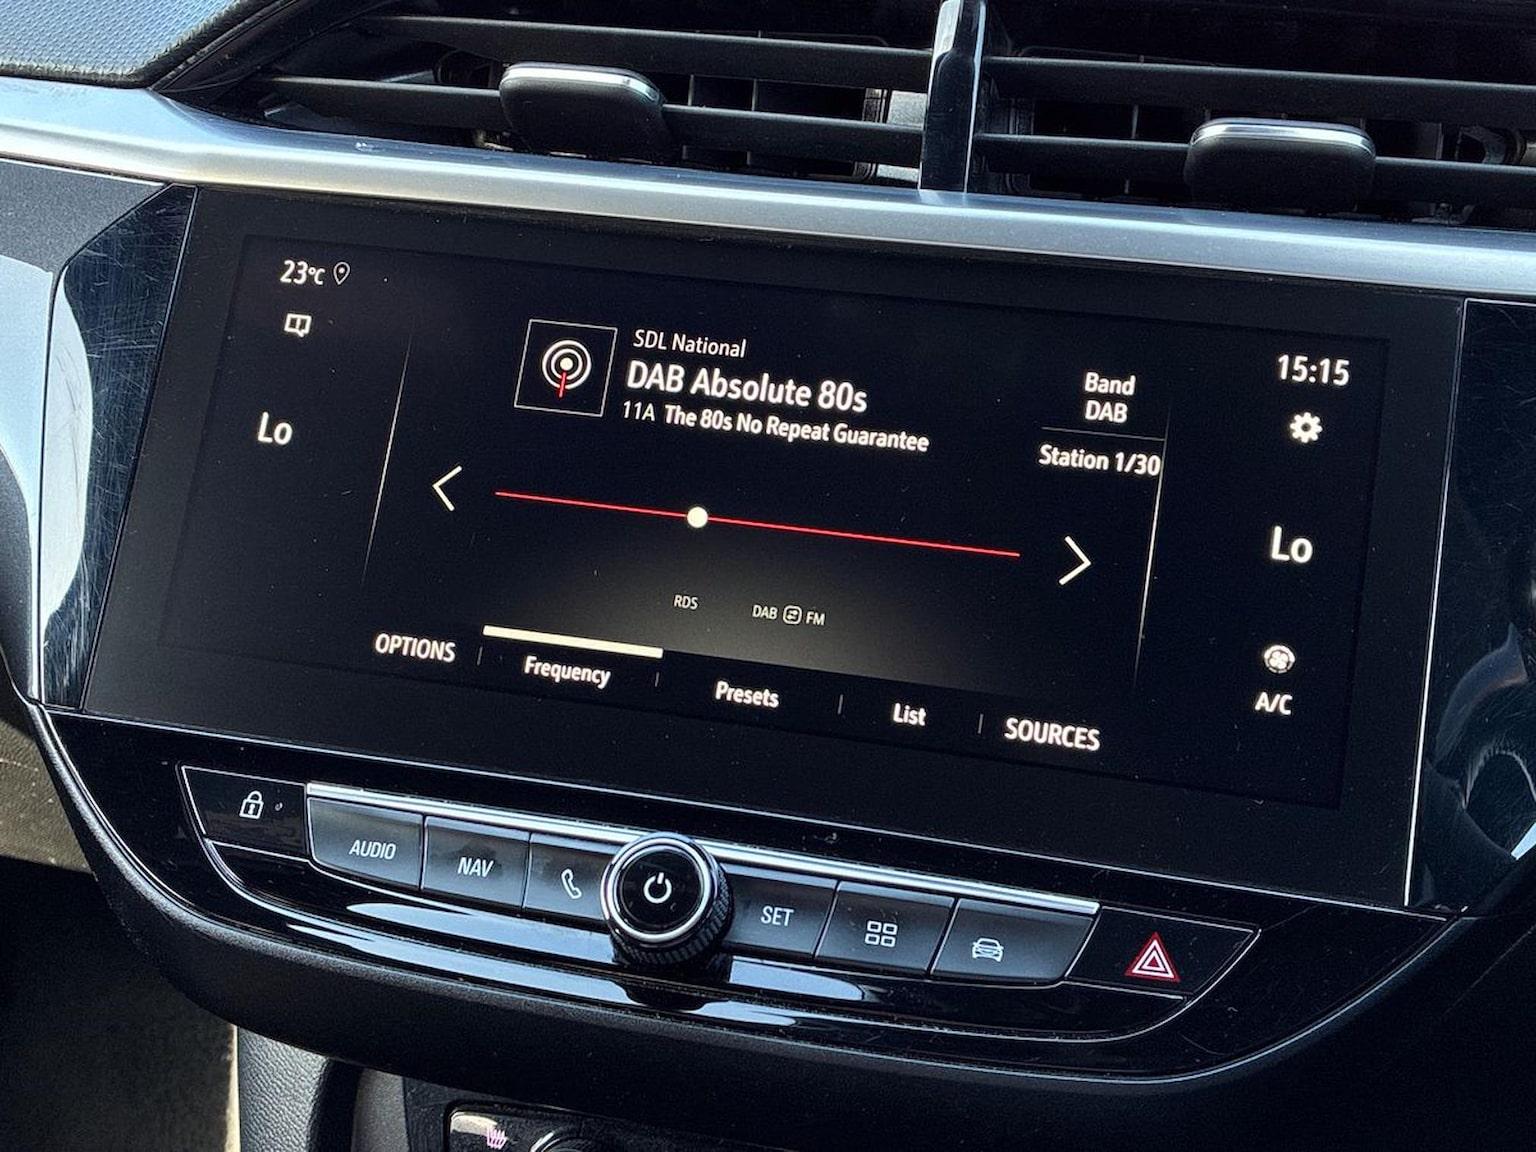 23°C
Lo
SDL National
DAB Absolute 80s
11A The 80s No Repeat Guarantee
Band
DAB
Station 1/30
15:15
Lo
A/C
RDS
DAB FM
OPTIONS
Frequency
Presets
List
SOURCES
AUDIO
NAV
SET